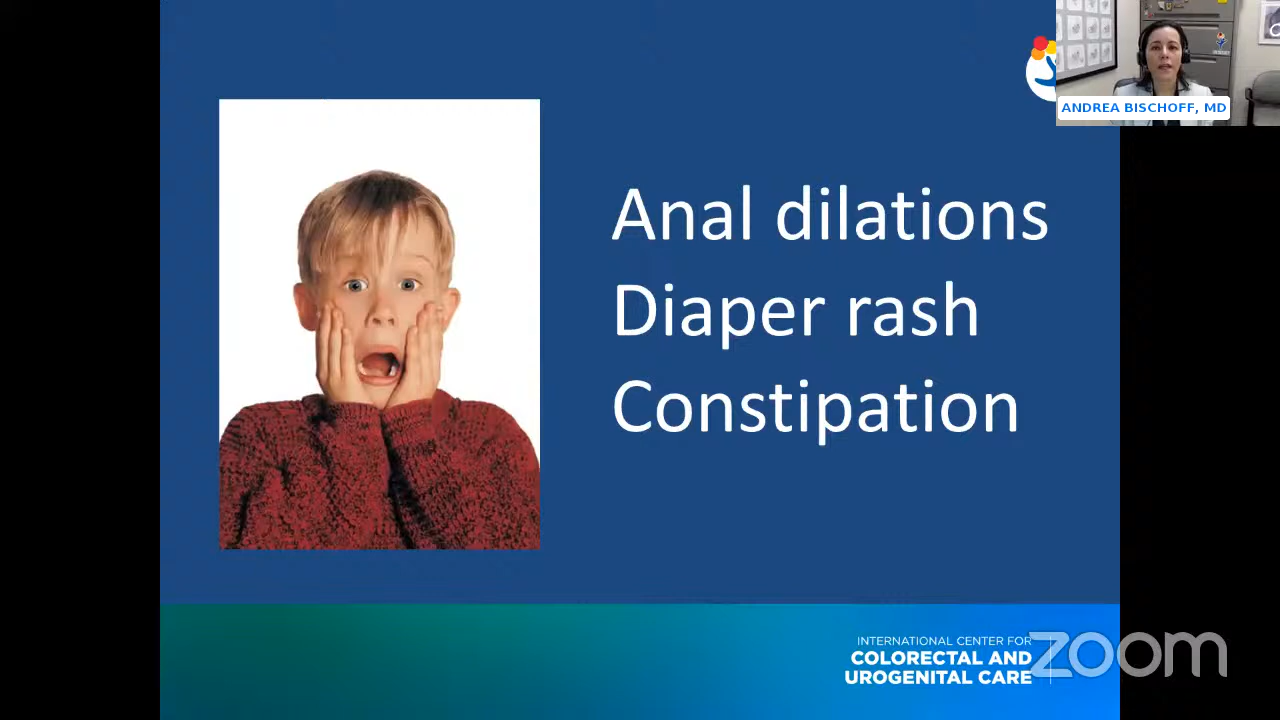 ANDREA BISCHOFF, MD
Anal dilations
Diaper rash
Constipation
INTERNATIONAL CENTER FOR
COLORECTAL AND
UROGENITAL CARE
zoom